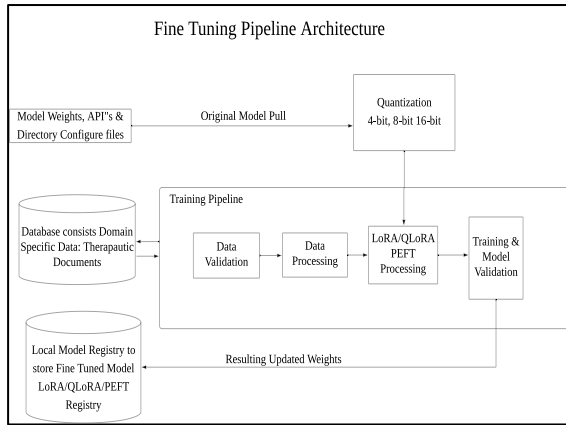 Fine Tuning Pipeline Architecture
Model Weights, API"s &
Directory Configure files
Original Model Pull
Quantization
4-bit, 8-bit 16-bit
Training Pipeline
Database consists Domain
Specific Data: Therapautic
Documents
Data
Validation
Data
Processing
LoRA/QLoRA
PEFT
Processing
Training &
Model
Validation
Local Model Registry to
store Fine Tuned Model
LoRA/QLoRA/PEFT
Registry
Resulting Updated Weights